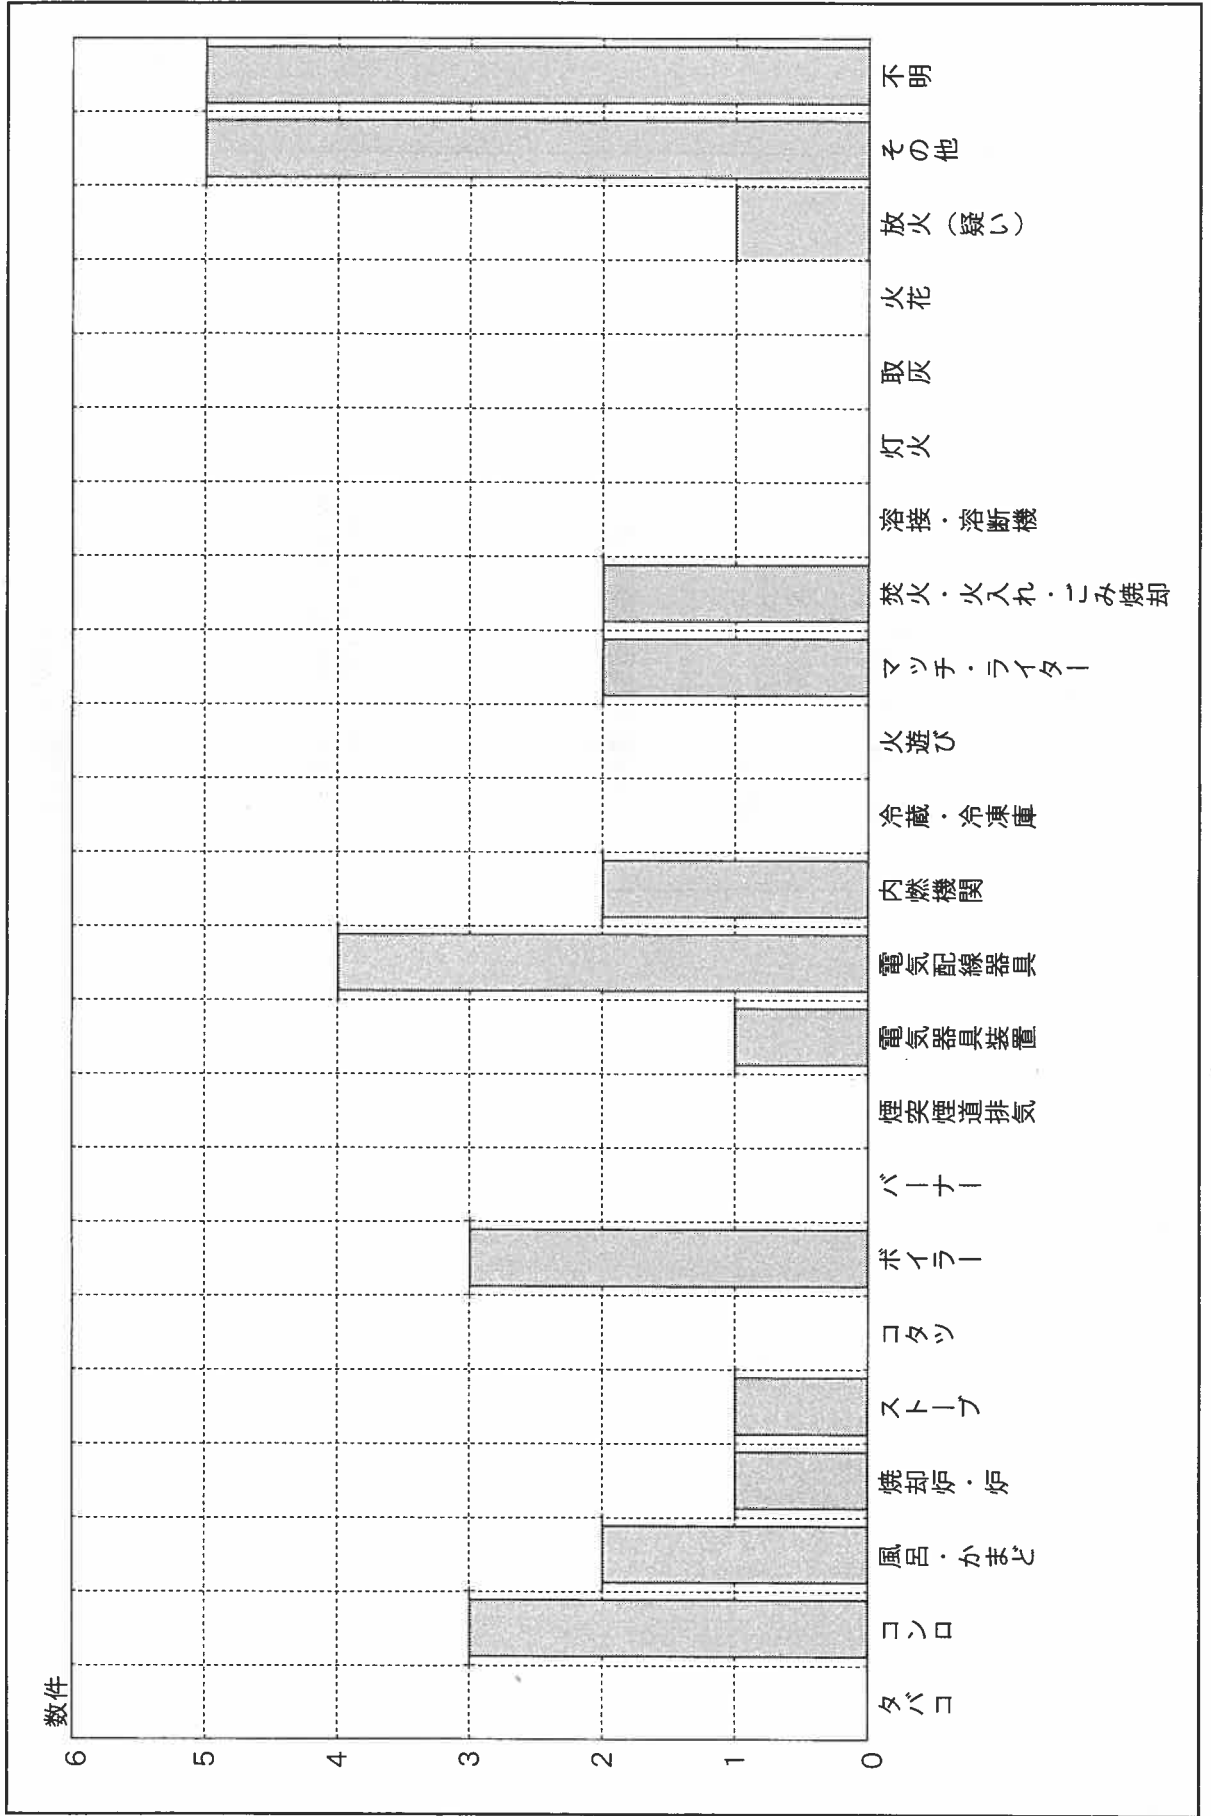 数件
6
5
4
3
2
1
0
タバコ
コンロ
風呂・かまど
焼却炉・炉
ストーブ
コタツ
ボイラー
バーナー
煙突煙道排気
電気器具装置
電気配線器具
内燃機関
冷蔵・冷凍庫
火遊び
マッチ・ライター
焚火・火入れ・ごみ焼却
溶接・溶断機
灯火
取灰
火花
放火（疑い）
その他
不明